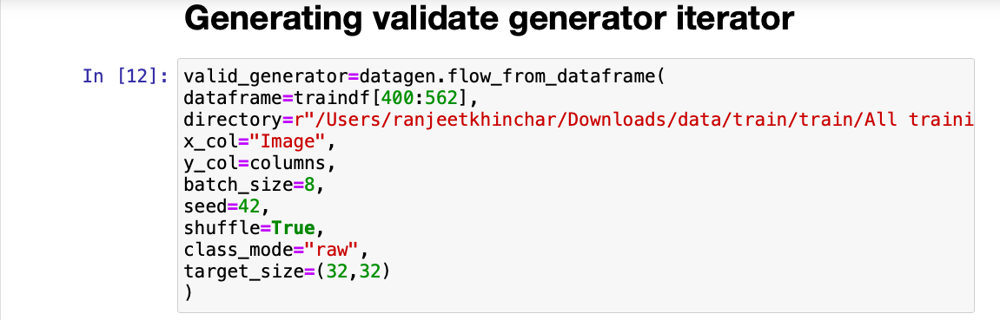 Generating validate generator iterator
In [12]: valid_generator=datagen.flow_from_dataframe(
dataframe=traindf[400:562],
directory=r"/Users/ranjeetkhinchar/Downloads/data/train/train/All traini
x_col="Image",
y_col=columns,
batch_size=8,
seed=42,
shuffle=True,
class_mode="raw",
target_size=(32,32)
)